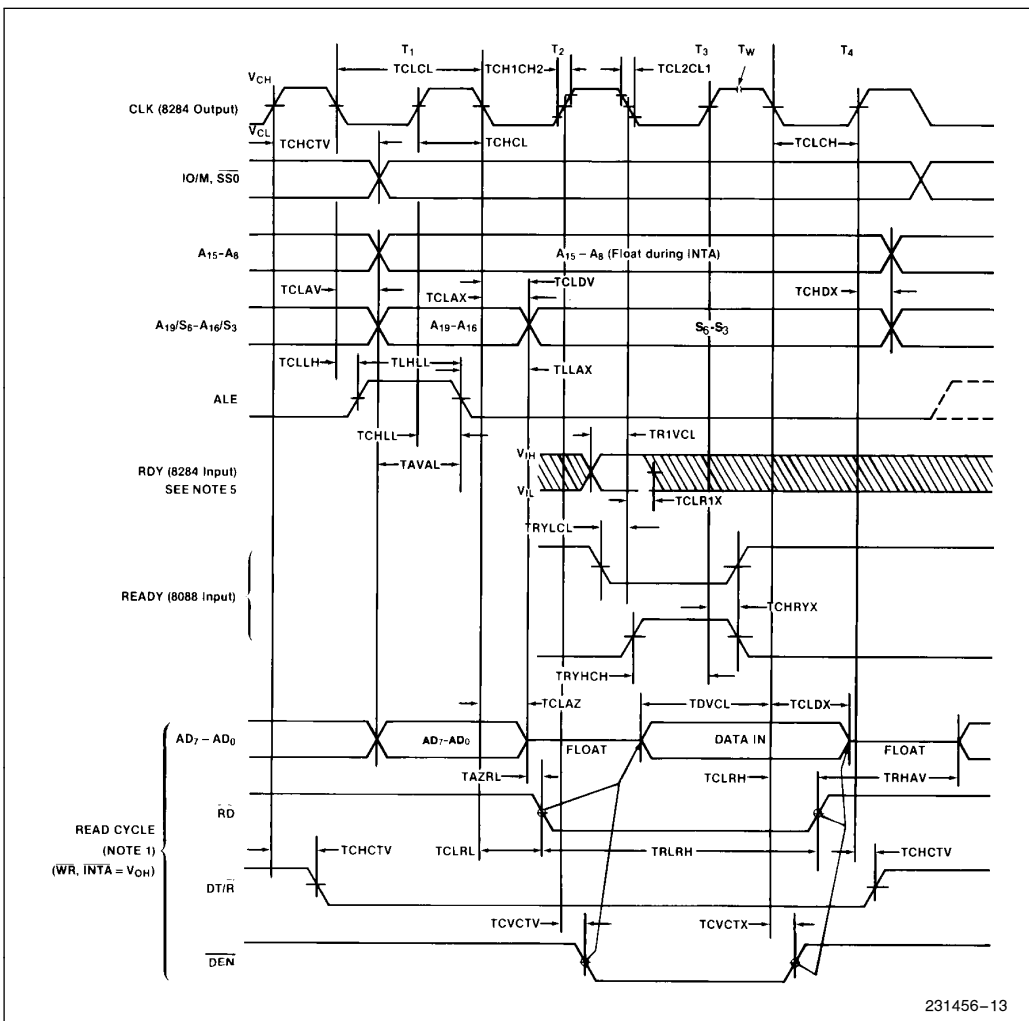 T1 T2 T3 TW T4
TCLCL TCH1CH2 TCL2CL1
VCH
CLK (8284 Output)
VCL
TCHCTV TCHCL TCLCH
IO/M, SS0
A15-A8 A15 – A8 (Float during INTA)
TCLDV
TCLAV TCLAX TCHDX
A19/S6-A16/S3 A19-A16 S6-S3
TCLLH TLHLL TLLAX
ALE
TCHLL TR1VCL
TAVAL VIH
RDY (8284 Input)
SEE NOTE 5 VIL
TCLR1X
TRYLCL
READY (8088 Input)
TCHRYX
TRYHCH
TCLAZ TDVCL TCLDX
AD7 – AD0 AD7-AD0 FLOAT DATA IN FLOAT
TAZRL TCLRH TRHAV
RD
READ CYCLE
(NOTE 1)
(WR, INTA = VOH)
TCHCTV TCLRL TRLRH TCHCTV
DT/R
TCVCTV TCVCTX
DEN
231456–13